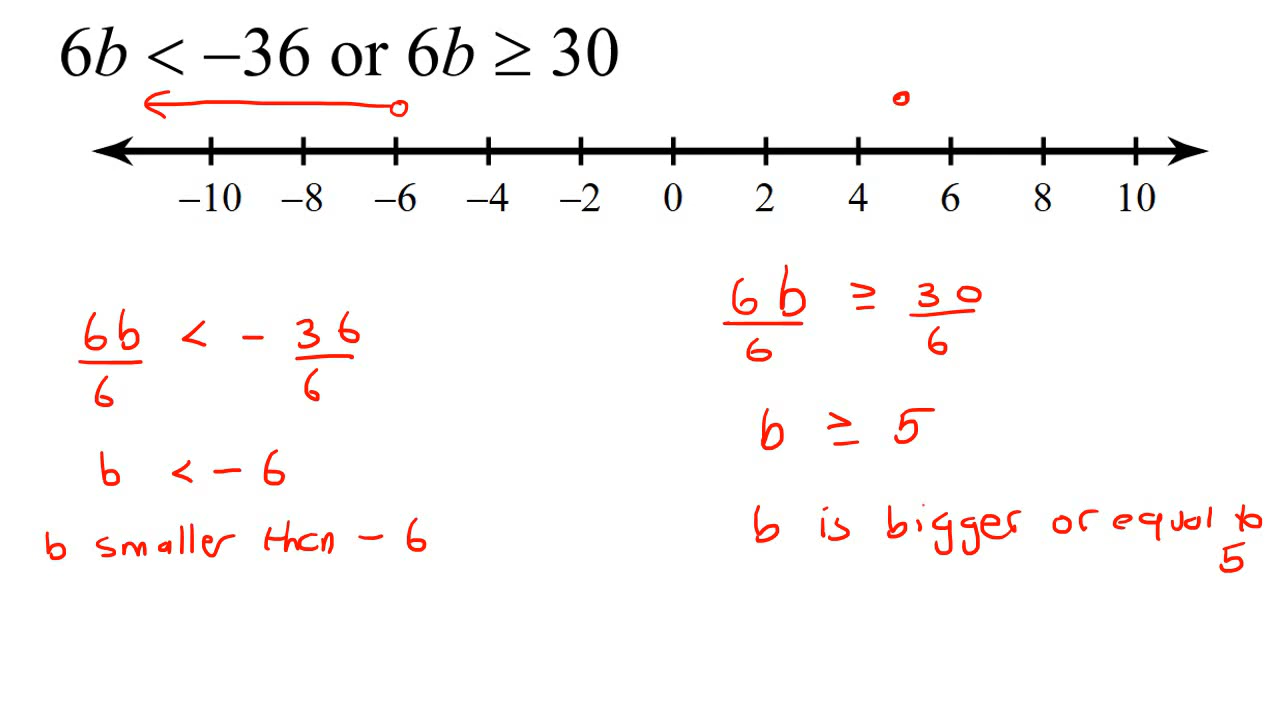 6b < –36 or 6b ≥ 30
–10 –8 –6 –4 –2 0 2 4 6 8 10
6b < - 36
6 6
b < - 6
b smaller than - 6
6b ≥ 30
6 6
b ≥ 5
b is bigger or equal to
5